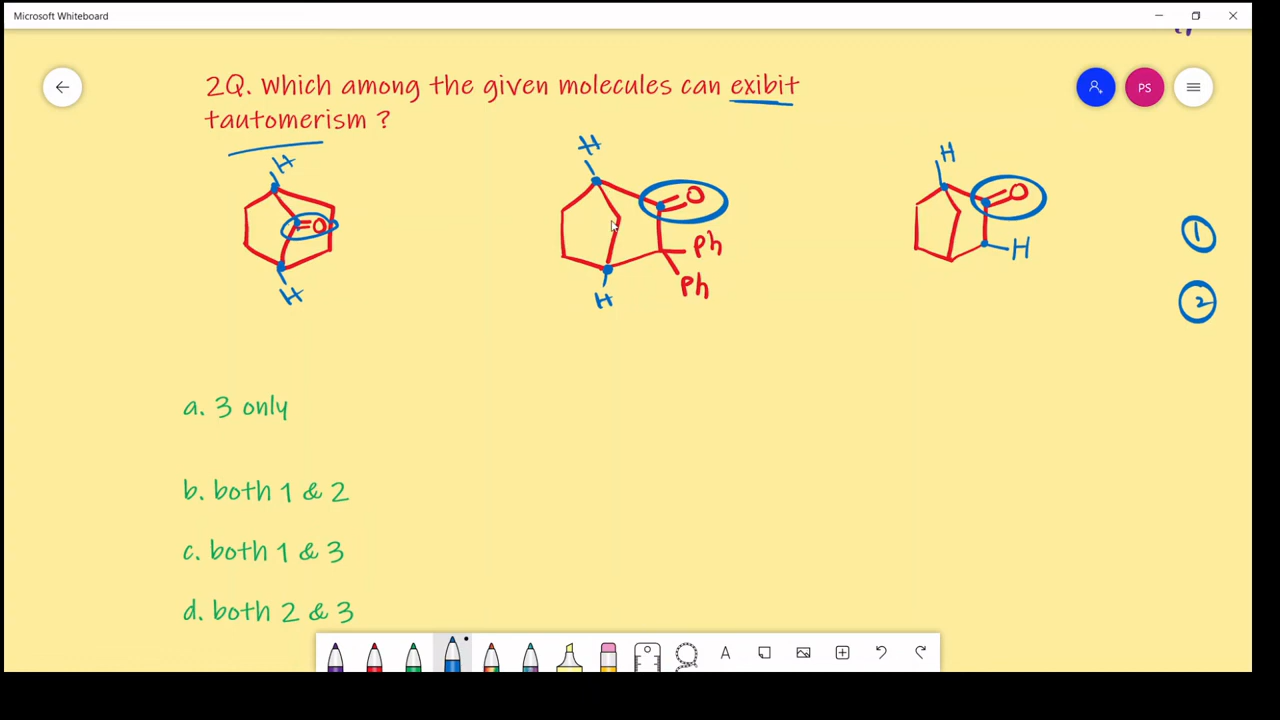 Microsoft Whiteboard
2Q. Which among the given molecules can exibit
tautomerism ?
PS
H
H
=O
H
O
Ph
Ph
H
H
O
H
1
2
a. 3 only
b. both 1 & 2
c. both 1 & 3
d. both 2 & 3
A